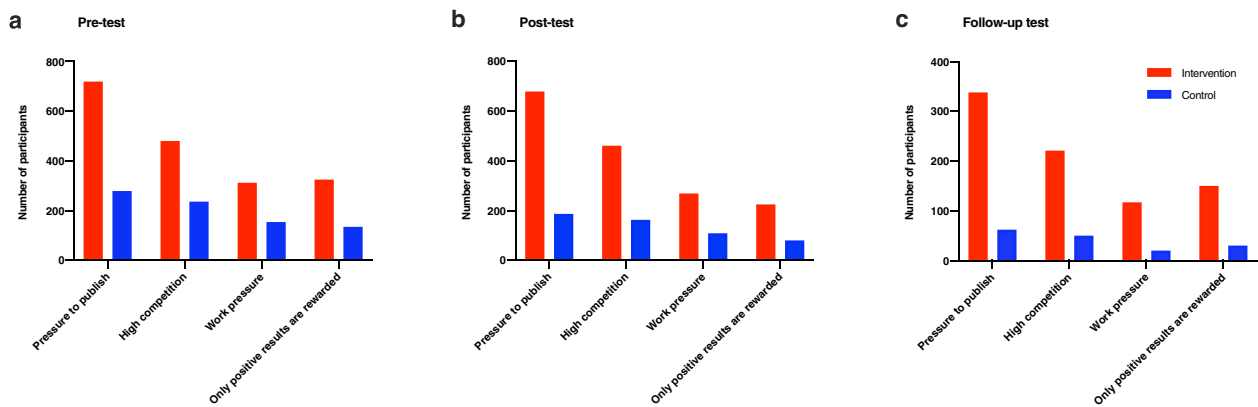 a
Pre-test
Number of participants
800
600
400
200
0
Pressure to publish
High competition
Work pressure
Only positive results are rewarded
b
Post-test
Number of participants
800
600
400
200
0
Pressure to publish
High competition
Work pressure
Only positive results are rewarded
c
Follow-up test
Number of participants
400
300
200
100
0
Pressure to publish
High competition
Work pressure
Only positive results are rewarded
Intervention
Control